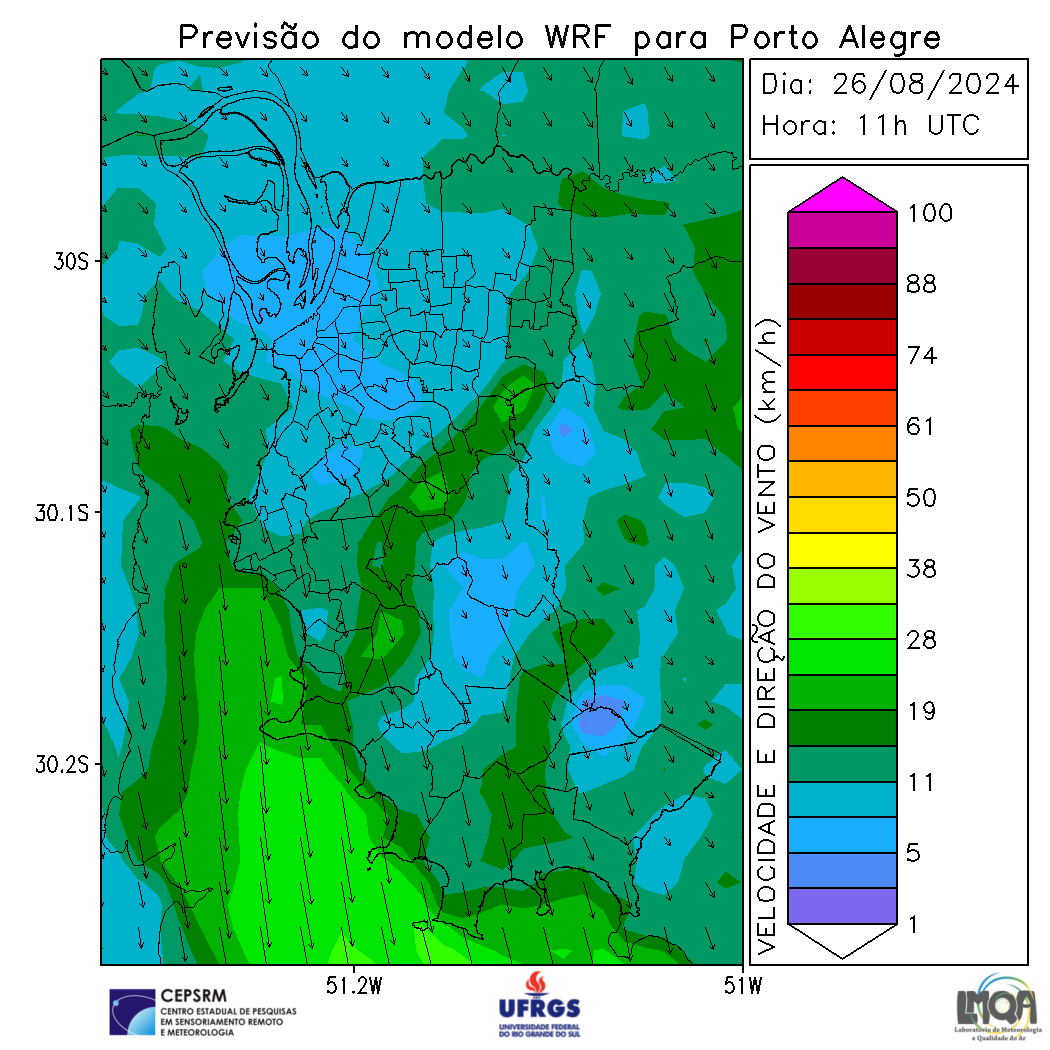 Previsão do modelo WRF para Porto Alegre
Dia: 26/08/2024
Hora: 11h UTC
30S
30.1S
30.2S
51.2W
51W
VELOCIDADE E DIREÇÃO DO VENTO (km/h)
100
88
74
61
50
38
28
19
11
5
1
CEPSRM
CENTRO ESTADUAL DE PESQUISAS
EM SENSORIAMENTO REMOTO
E METEOROLOGIA
UFRGS
UNIVERSIDADE FEDERAL
DO RIO GRANDE DO SUL
LMQA
Laboratório de Meteorologia
e Qualidade do Ar